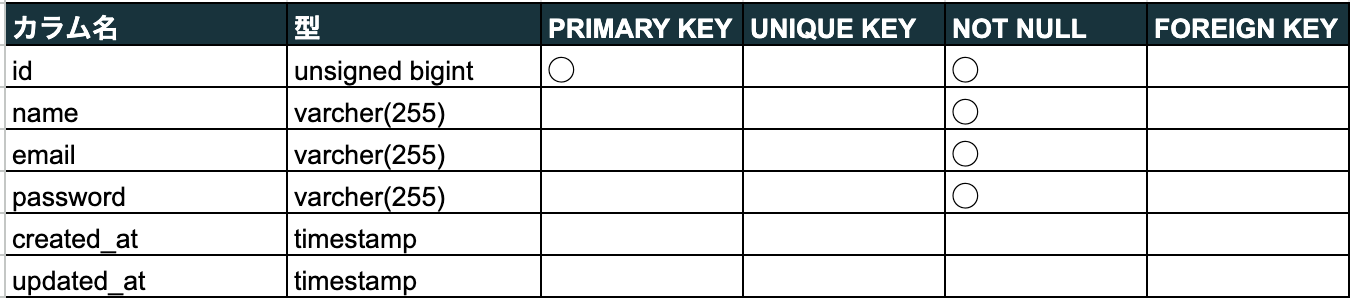 カラム名 型 PRIMARY KEY UNIQUE KEY NOT NULL FOREIGN KEY
id unsigned bigint ○ ○
name varcher(255) ○
email varcher(255) ○
password varcher(255) ○
created_at timestamp
updated_at timestamp